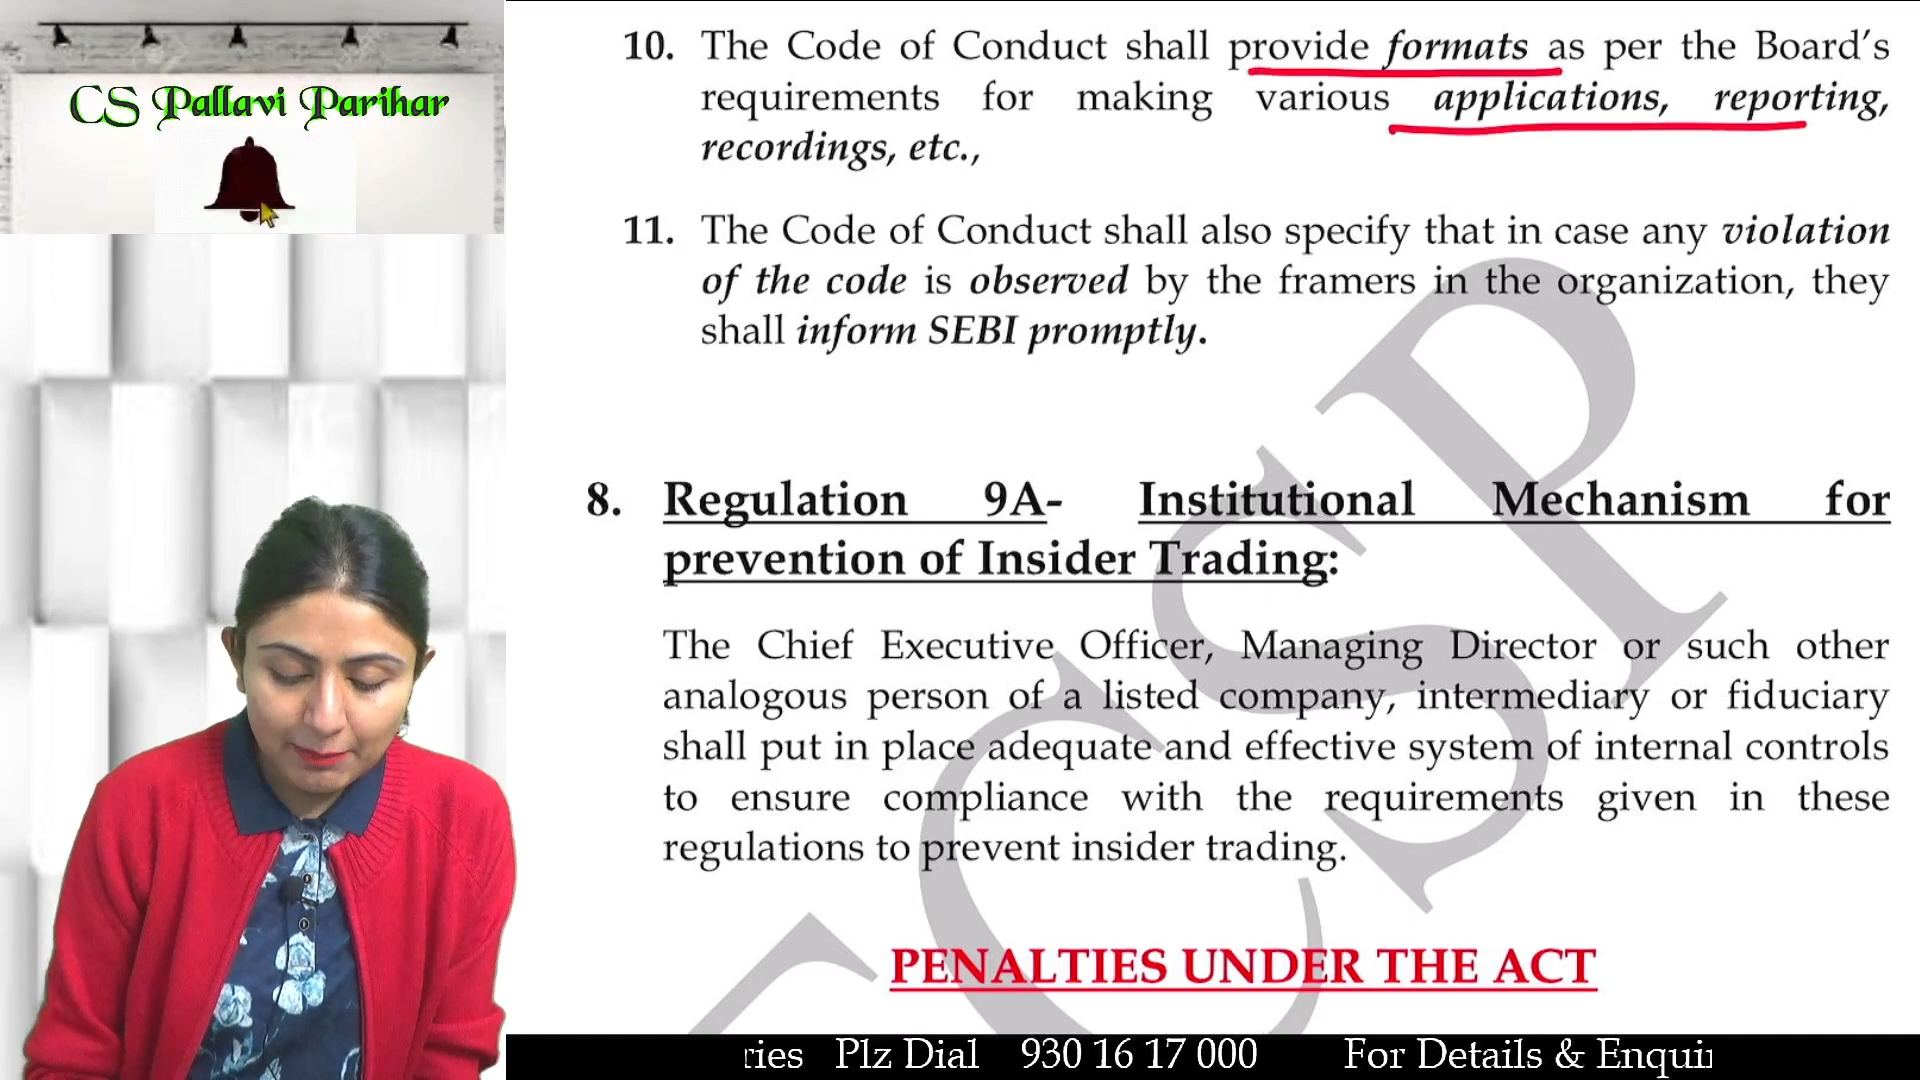 CS Pallavi Parihar
10. The Code of Conduct shall provide formats as per the Board's
requirements for making various applications, reporting,
recordings, etc.,
11. The Code of Conduct shall also specify that in case any violation
of the code is observed by the framers in the organization, they
shall inform SEBI promptly.
8. Regulation 9A- Institutional Mechanism for
prevention of Insider Trading:
The Chief Executive Officer, Managing Director or such other
analogous person of a listed company, intermediary or fiduciary
shall put in place adequate and effective system of internal controls
to ensure compliance with the requirements given in these
regulations to prevent insider trading.
PENALTIES UNDER THE ACT
ries Plz Dial 930 16 17 000 For Details & Enquir
CCSP